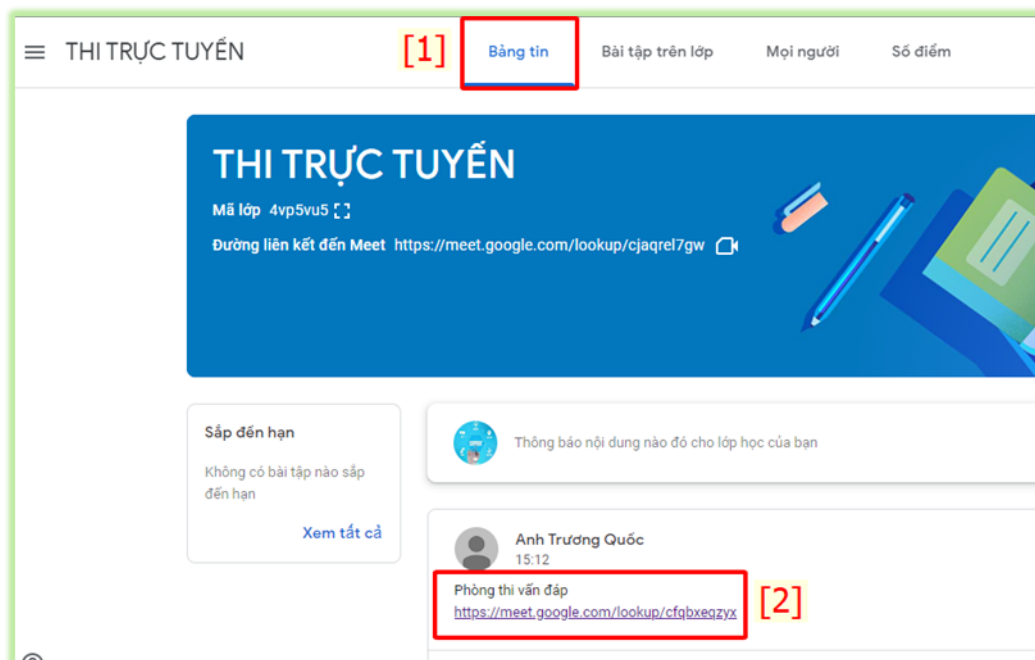 THI TRỰC TUYẾN
[1]
Bảng tin
Bài tập trên lớp
Mọi người
Số điểm
THI TRỰC TUYẾN
Mã lớp 4vp5vu5
Đường liên kết đến Meet https://meet.google.com/lookup/cjaqrel7gw
Sắp đến hạn
Không có bài tập nào sắp
đến hạn
Xem tất cả
Thông báo nội dung nào đó cho lớp học của bạn
Anh Trương Quốc
15:12
Phòng thi vấn đáp
https://meet.google.com/lookup/cfqbxeqzyx
[2]